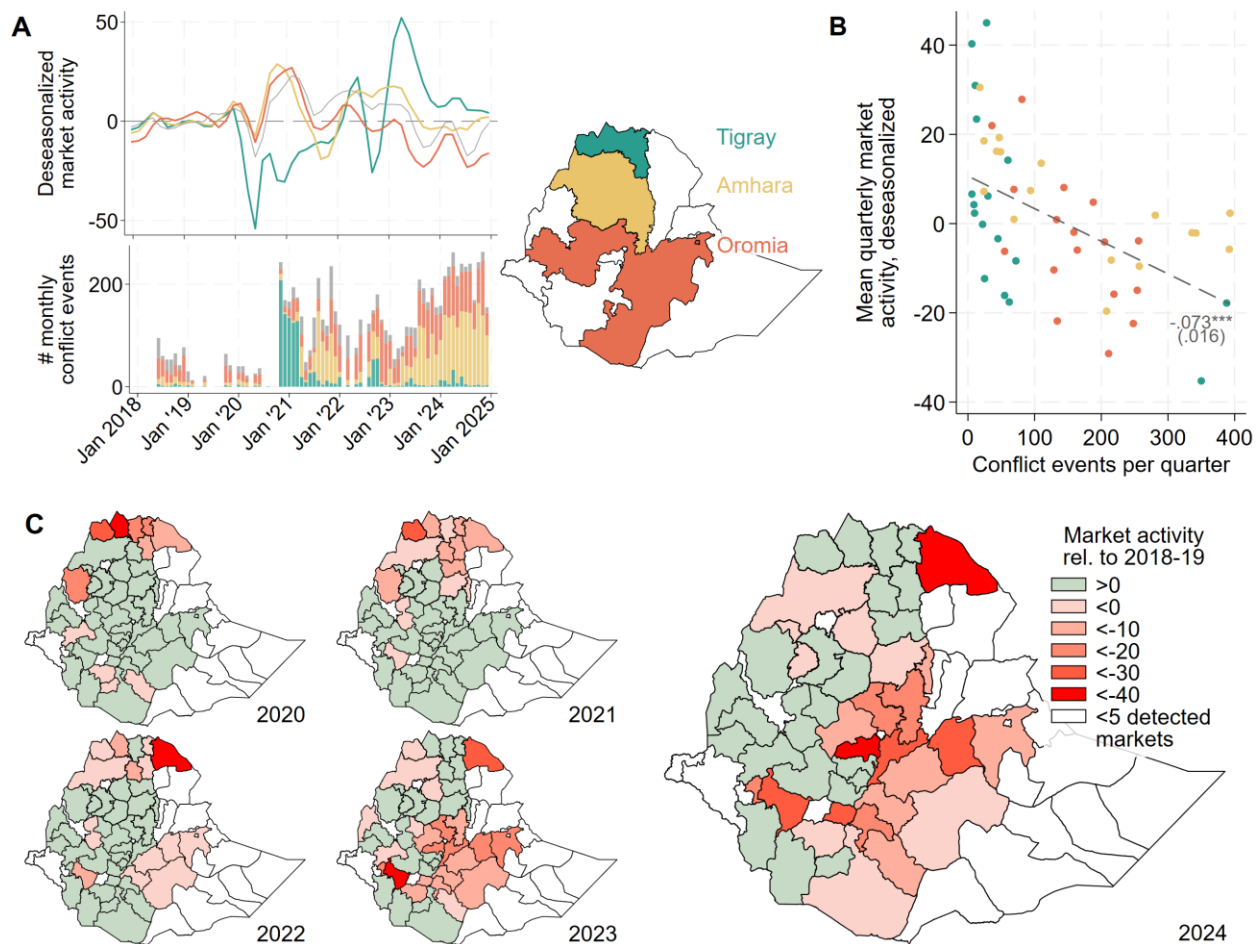 A
Deseasonalized
market activity
50
0
-50
# monthly
conflict events
200
0
Jan 2018
Jan '19
Jan '20
Jan '21
Jan '22
Jan '23
Jan '24
Jan 2025
Tigray
Amhara
Oromia
B
Mean quarterly market
activity, deseasonalized
40
20
0
-20
-40
-.073***
(.016)
0
100
200
300
400
Conflict events per quarter
C
2020
2021
2022
2023
2024
Market activity
rel. to 2018-19
>0
<0
<-10
<-20
<-30
<-40
<5 detected
markets